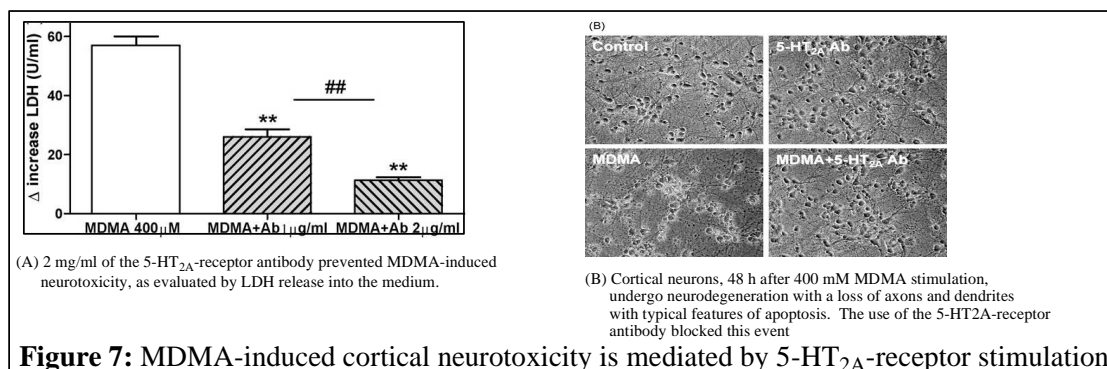 60
40
20
0
Δ increase LDH (U/ml)
##
**
**
MDMA 400μM
MDMA+Ab 1μg/ml
MDMA+Ab 2μg/ml
(A) 2 mg/ml of the 5-HT2A-receptor antibody prevented MDMA-induced
neurotoxicity, as evaluated by LDH release into the medium.
(B)
Control
5-HT2A Ab
MDMA
MDMA+5-HT2A Ab
(B) Cortical neurons, 48 h after 400 mM MDMA stimulation,
undergo neurodegeneration with a loss of axons and dendrites
with typical features of apoptosis. The use of the 5-HT2A-receptor
antibody blocked this event
Figure 7: MDMA-induced cortical neurotoxicity is mediated by 5-HT2A-receptor stimulation